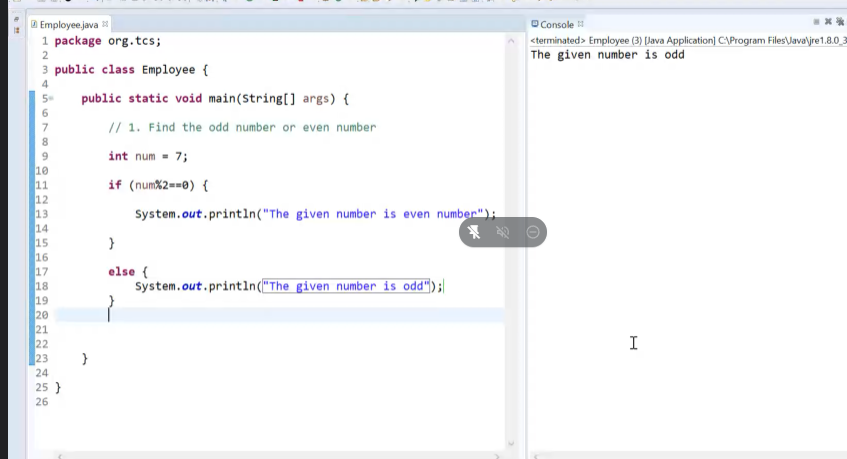 Employee.java
1 package org.tcs;
2
3 public class Employee {
4
5 public static void main(String[] args) {
6
7 // 1. Find the odd number or even number
8
9 int num = 7;
10
11 if (num%2==0) {
12
13 System.out.println("The given number is even number");
14
15 }
16
17 else {
18 System.out.println("The given number is odd");
19 }
20
21
22
23 }
24
25 }
26
Console
<terminated> Employee (3) [Java Application] C:\Program Files\Java\jre1.8.0_3
The given number is odd